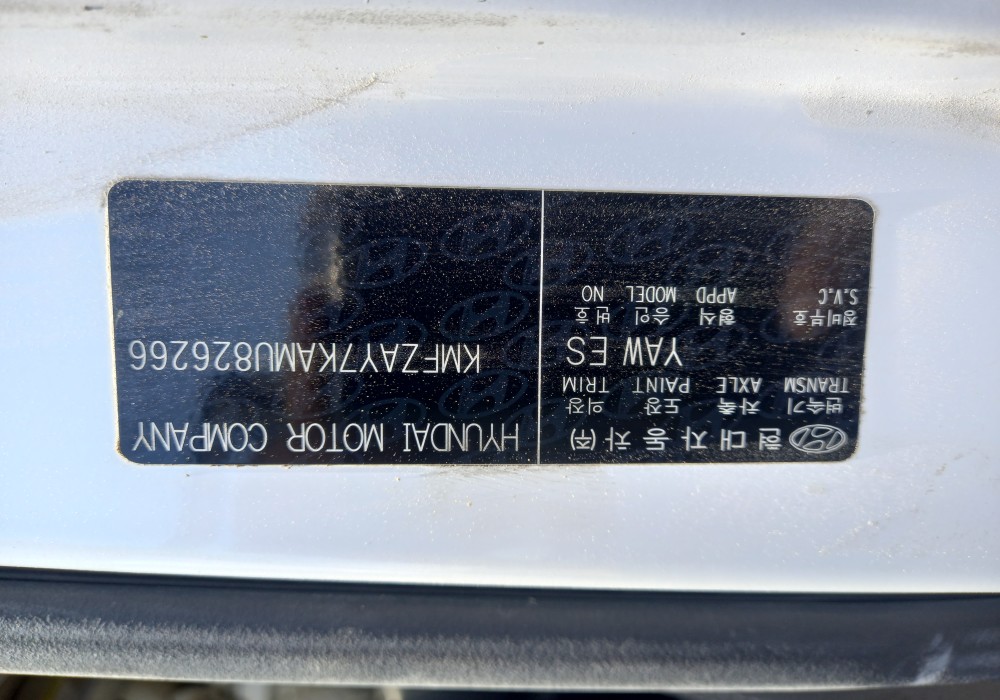 현대자동차(주) HYUNDAI MOTOR COMPANY
변속기 차축 도장 의장
TRANSM AXLE PAINT TRIM
YAW ES KMFZAY7KAMU826266
정비부호 형식 승인 번호
S.V.C APPD MODEL NO